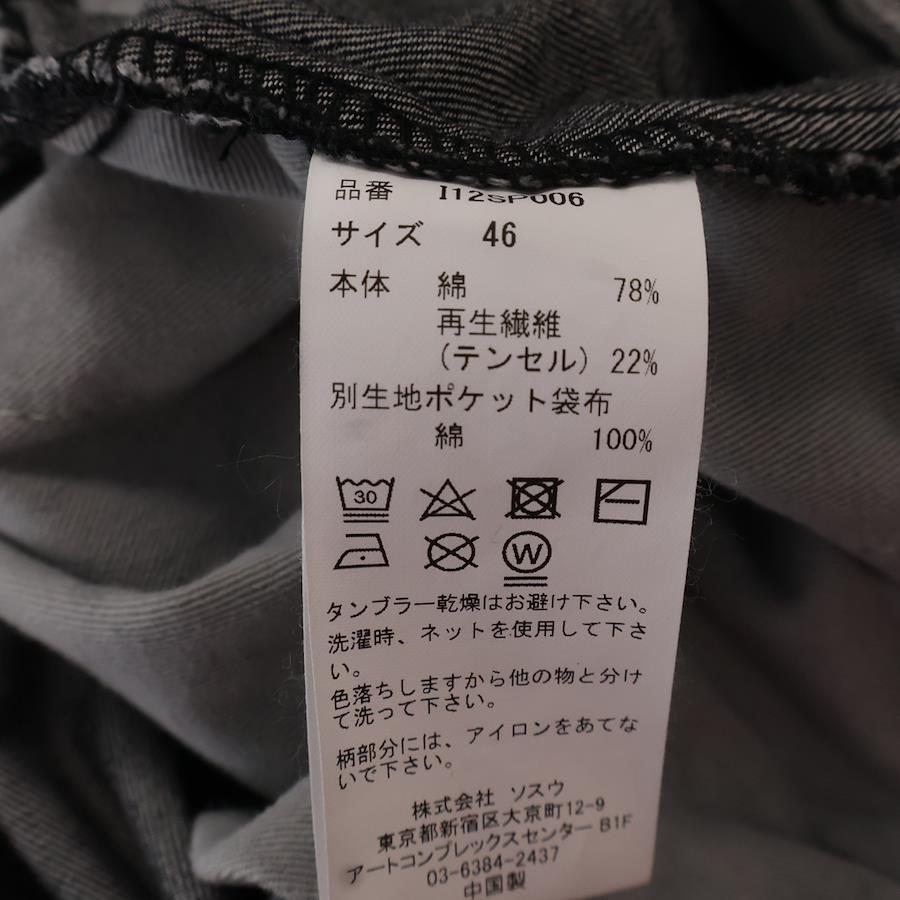 品番 I12SP006
サイズ 46
本体 綿 78%
再生繊維
(テンセル) 22%
別生地ポケット袋布
綿 100%
30
W
タンブラー乾燥はお避け下さい。
洗濯時、ネットを使用して下さ
い。
色落ちしますから他の物と分け
て洗って下さい。
柄部分には、アイロンをあてな
いで下さい。
株式会社 ソスウ
東京都新宿区大京町12-9
アートコンプレックスセンター B1F
03-6384-2437
中国製